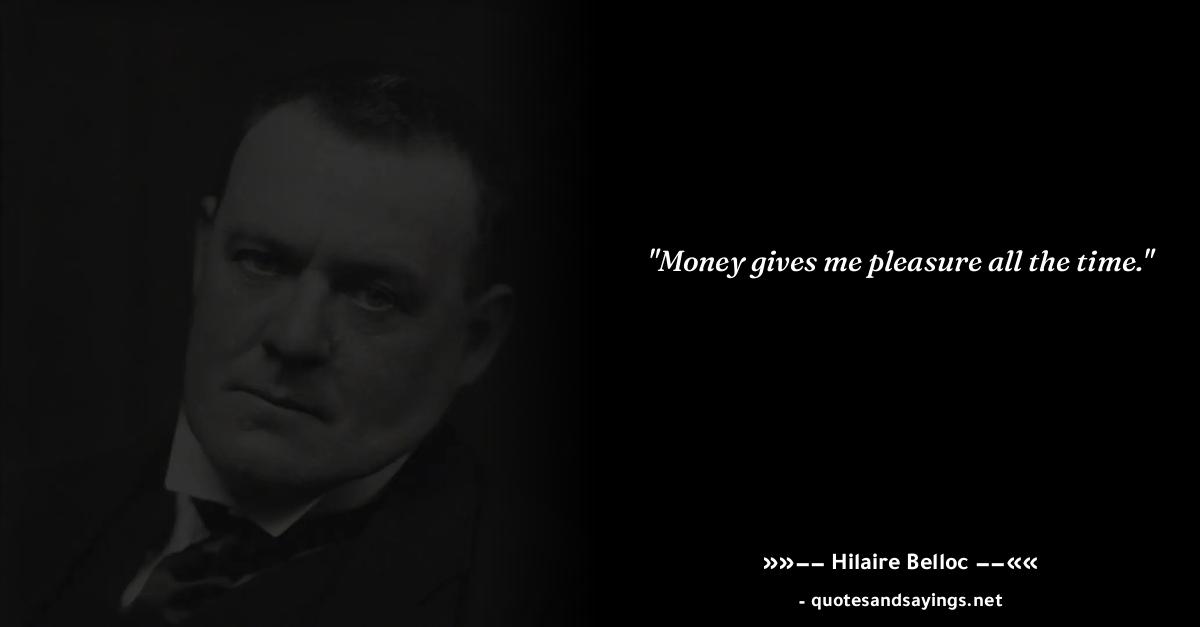 "Money gives me pleasure all the time."
»»–– Hilaire Belloc ––««
- quotesandsayings.net